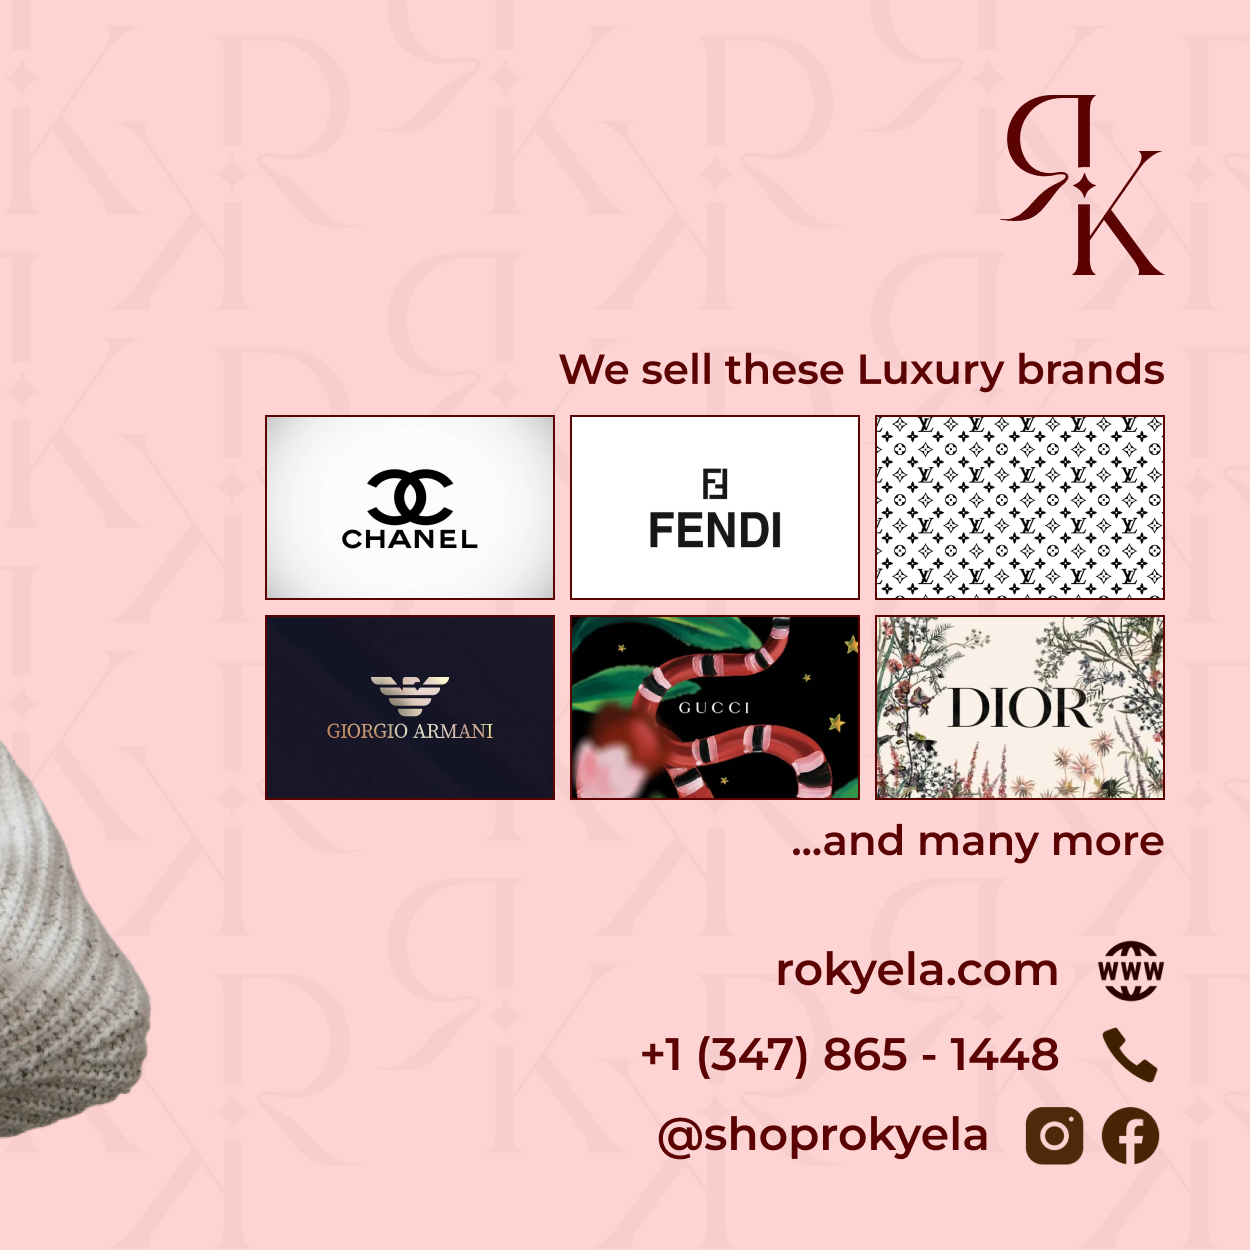 RK
We sell these Luxury brands
CHANEL
FENDI
GIORGIO ARMANI
GUCCI
DIOR
...and many more
rokyela.com
WWW
+1 (347) 865 - 1448
@shoprokyela